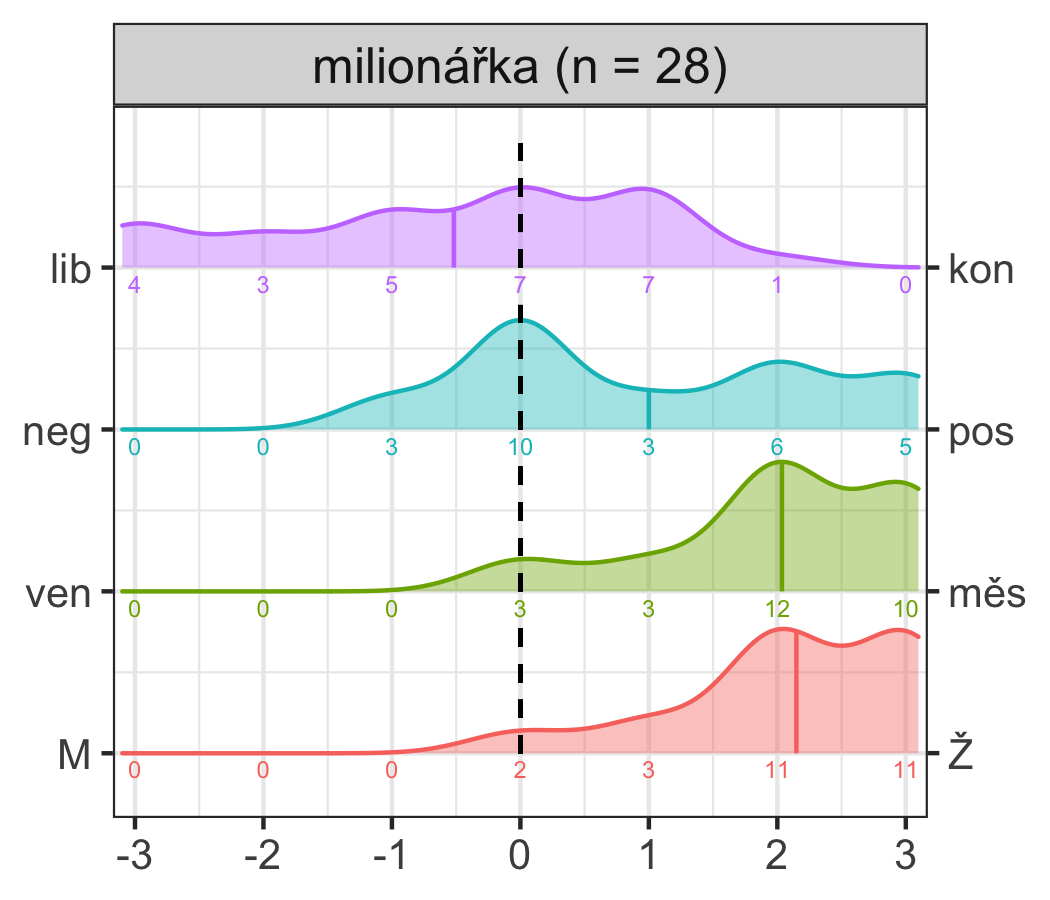 milionářka (n = 28)
lib kon
4 3 5 7 7 1 0
neg pos
0 0 3 10 3 6 5
ven měs
0 0 0 3 3 12 10
M Ž
0 0 0 2 3 11 11
-3 -2 -1 0 1 2 3